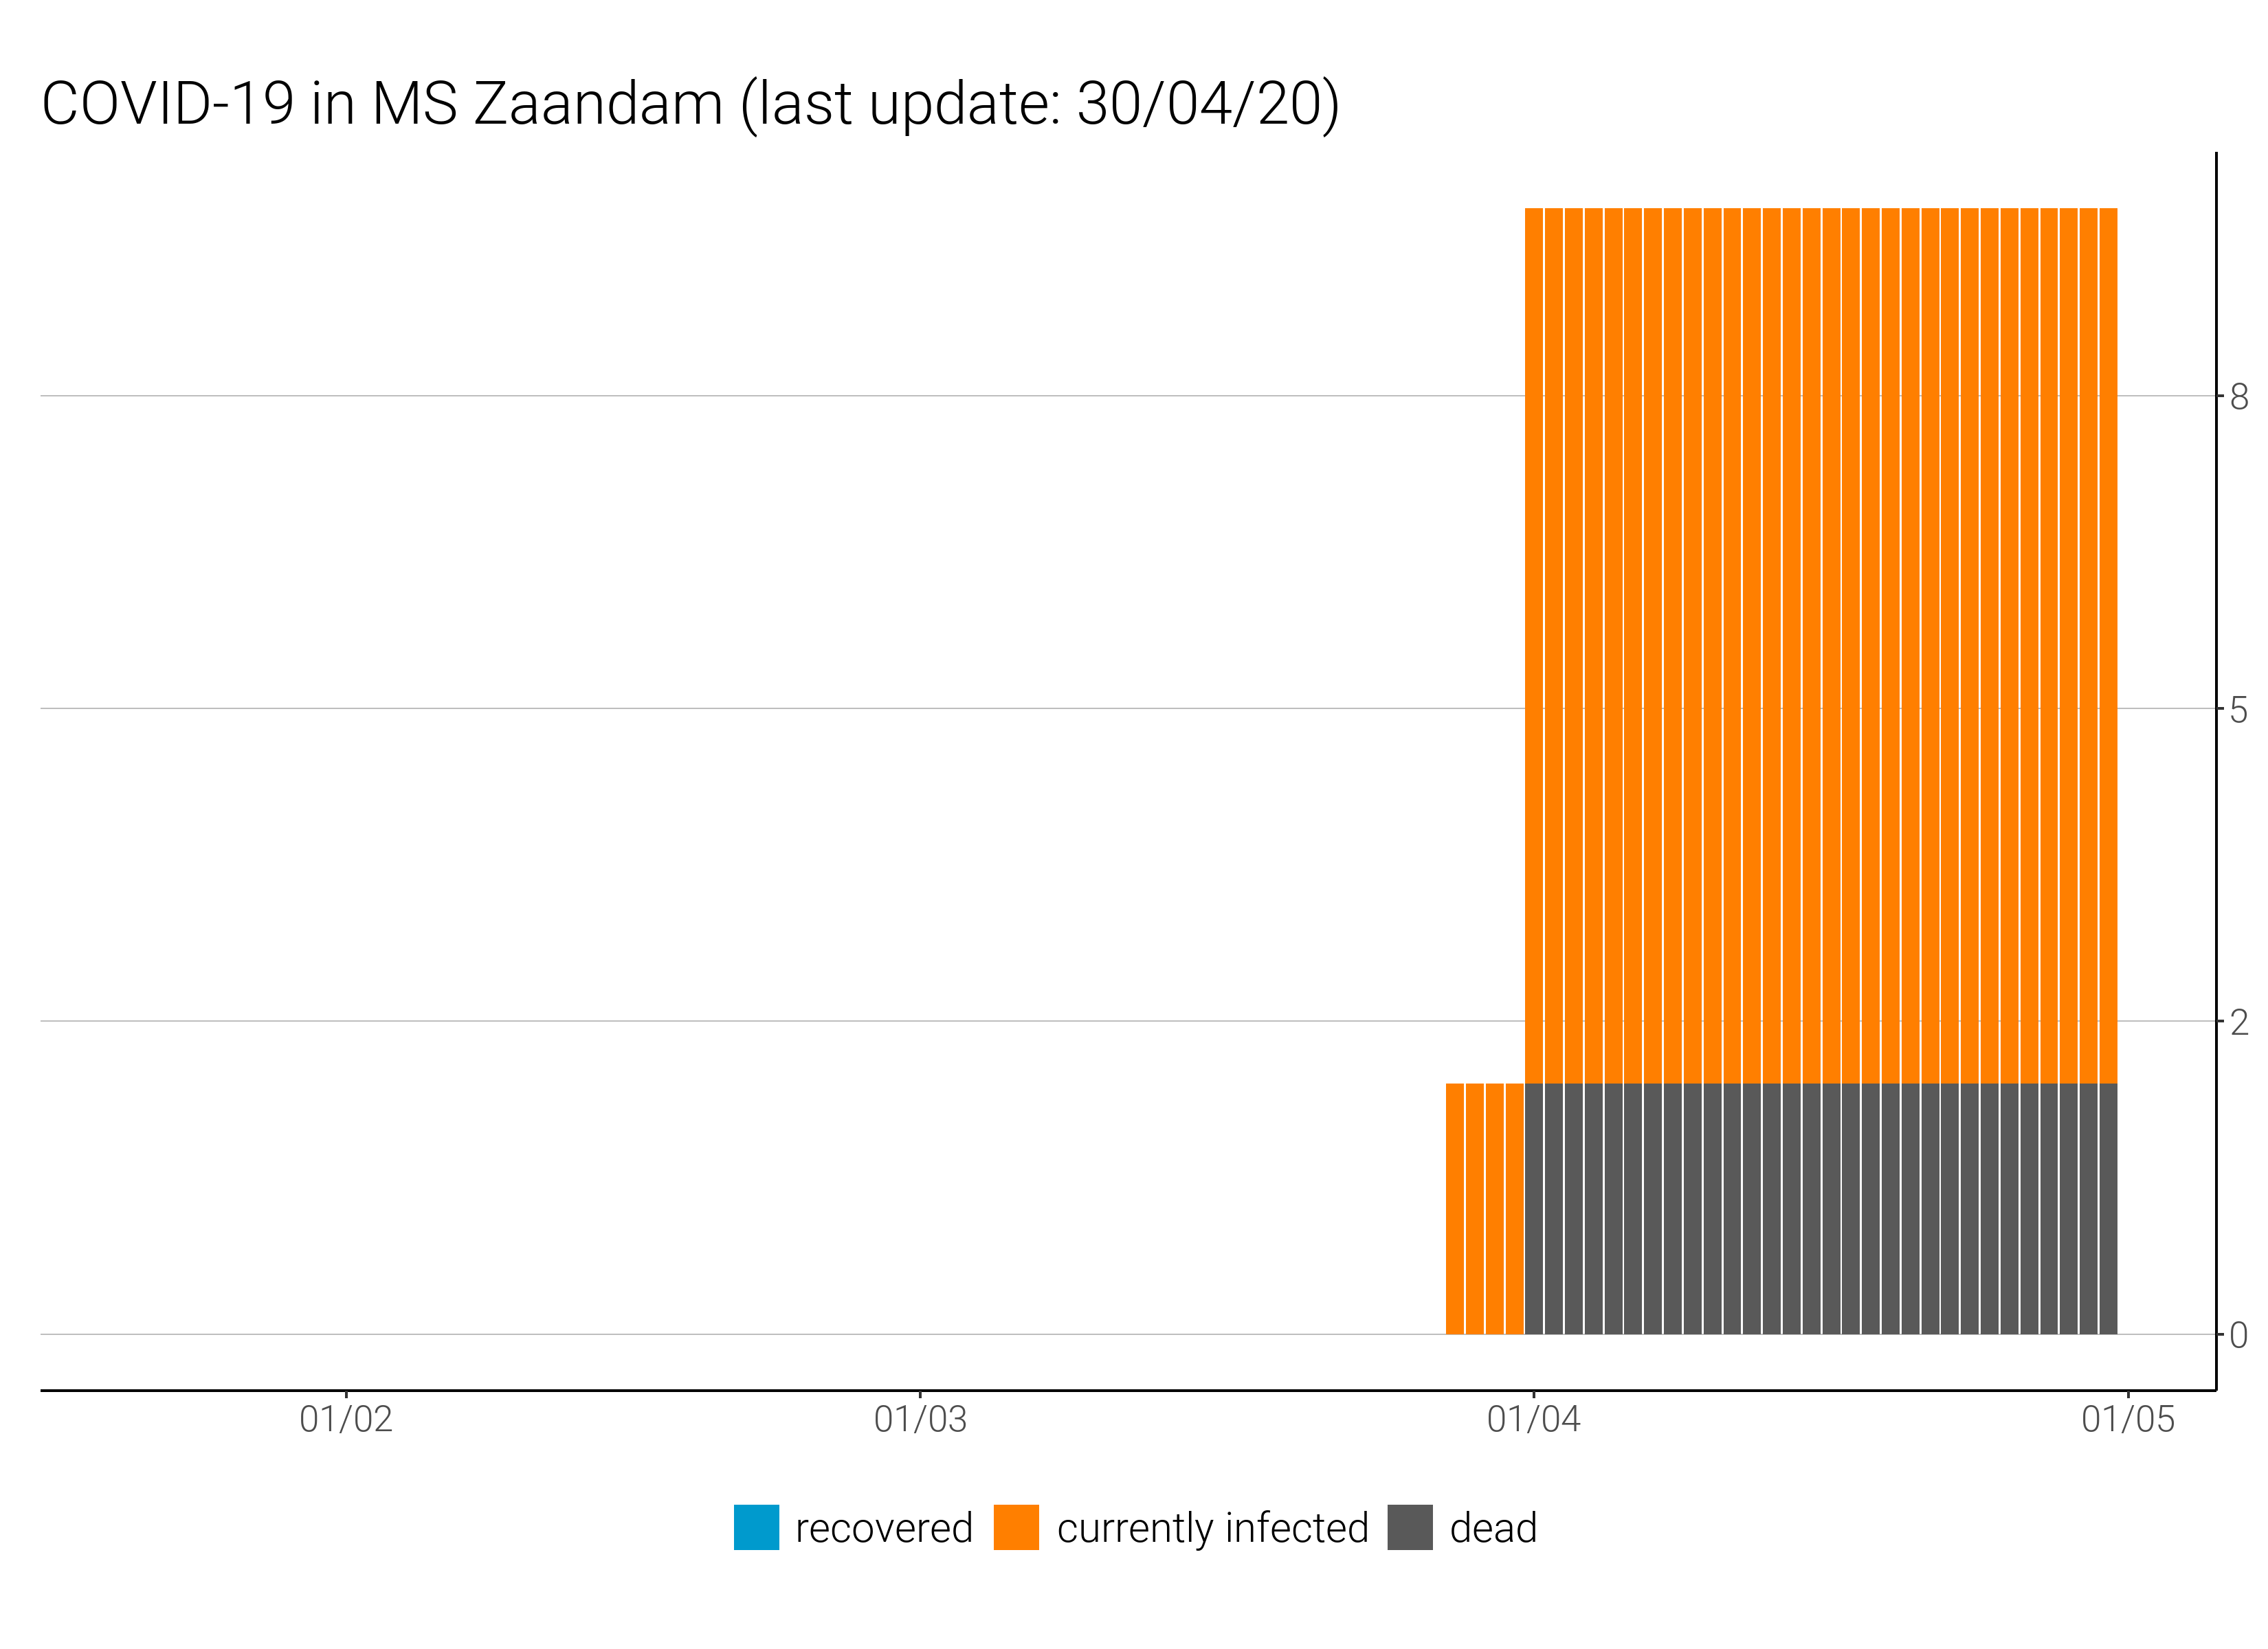 COVID-19 in MS Zaandam (last update: 30/04/20)
8
5
2
0
01/02 01/03 01/04 01/05
recovered currently infected dead